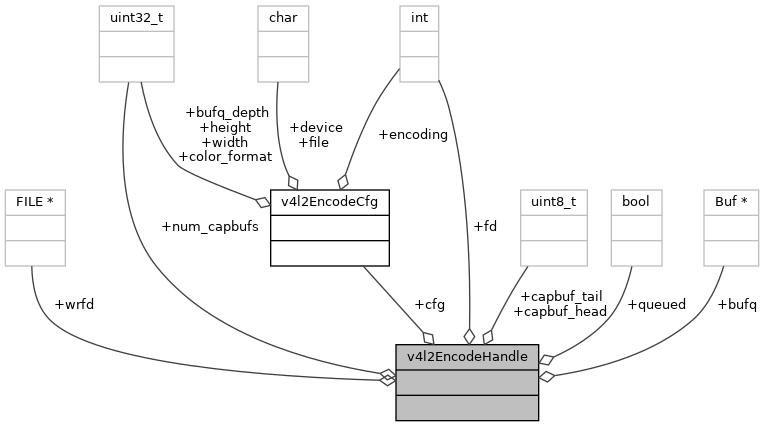 uint32_t
char
int
+bufq_depth
+height
+width
+color_format
+device
+file
+encoding
FILE *
v4l2EncodeCfg
uint8_t
bool
Buf *
+num_capbufs
+fd
+wrfd
+cfg
+capbuf_tail
+capbuf_head
+queued
+bufq
v4l2EncodeHandle